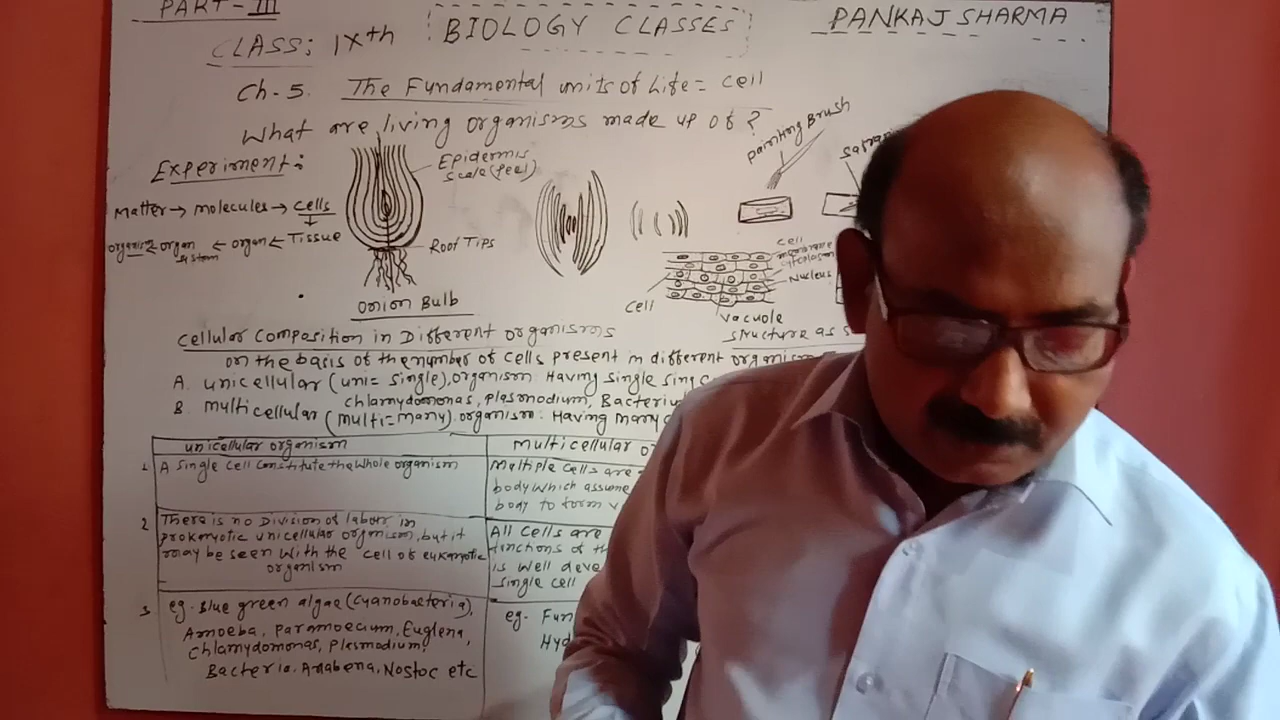 PART-III
PANKAJ SHARMA
CLASS: IXth BIOLOGY CLASSES
Ch-5. The Fundamental units of Life = cell
What are living organisms made up of?
Experiment:
Epidermis
scale(peel)
painting Brush
Matter → molecules → cells
organ ← Tissue
organ
Root Tips
cell
Nucleus
cell
vacuole
onion Bulb
structure as
cellular composition in Different organisms
on the basis of the number of cells present in different
A. unicellular (uni= single), organism: Having single
chlamydomonas, plasmodium,
B. multicellular (multi=many). organism: Having many
unicellular organism
multicellular
1 A single cell constitute the whole organism
Multiple cells are
body which assume
body to form
2 There is no Division of labour in
prokaryotic unicellular organism, but it
may be seen with the cell of eukaryotic
organism
All cells are
functions of
is well
single cell
3 eg. Blue green algae (cyanobacteria),
Amoeba, paramoecium, Euglena,
chlamydomonas, plasmodium,
Bacteria. Anabena, Nostoc etc
eg-